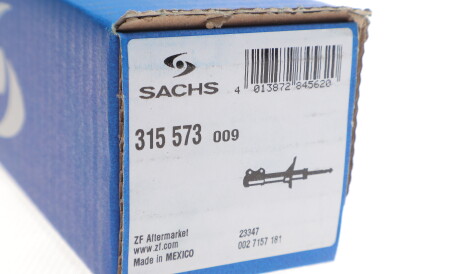 SACHS
4 013872 845620
315 573 009
ZF Aftermarket
www.zf.com
Made in MEXICO
23347
002 7157 181